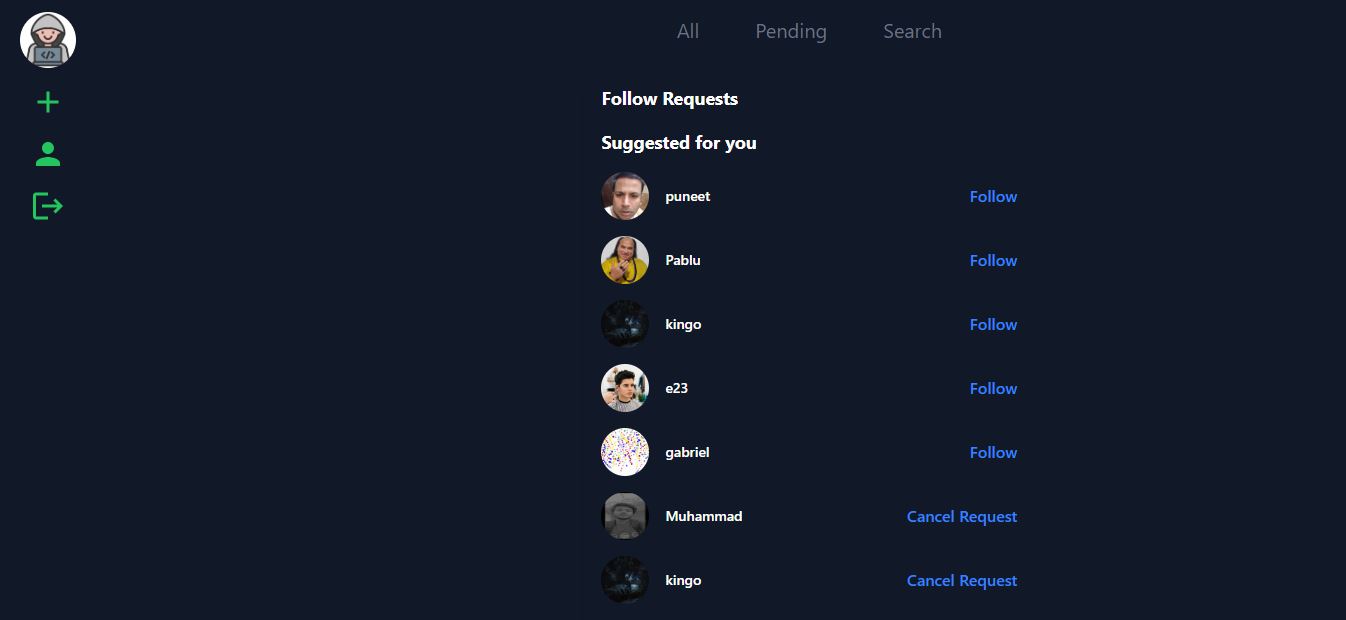 All Pending Search
Follow Requests
Suggested for you
puneet Follow
Pablu Follow
kingo Follow
e23 Follow
gabriel Follow
Muhammad Cancel Request
kingo Cancel Request